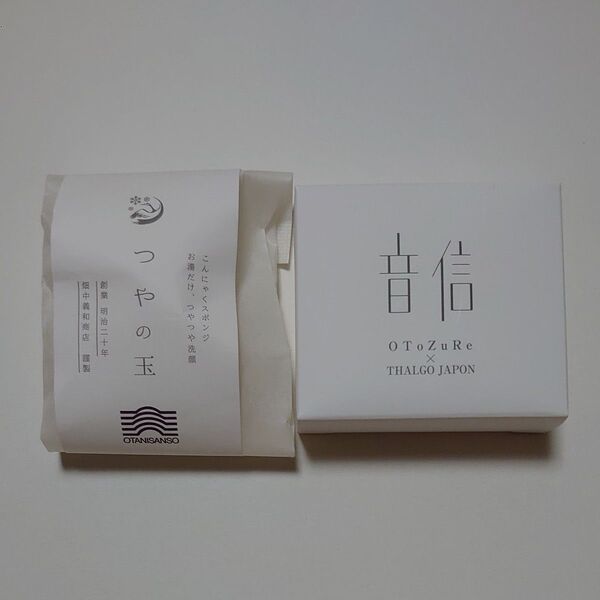 こんにゃくスポンジ
お湯だけ、つやつや洗顔
つやの玉
創業 明治二十年
畑中義和商店 謹製
OTANISANSO
音信
OToZuRe
×
THALGO JAPON